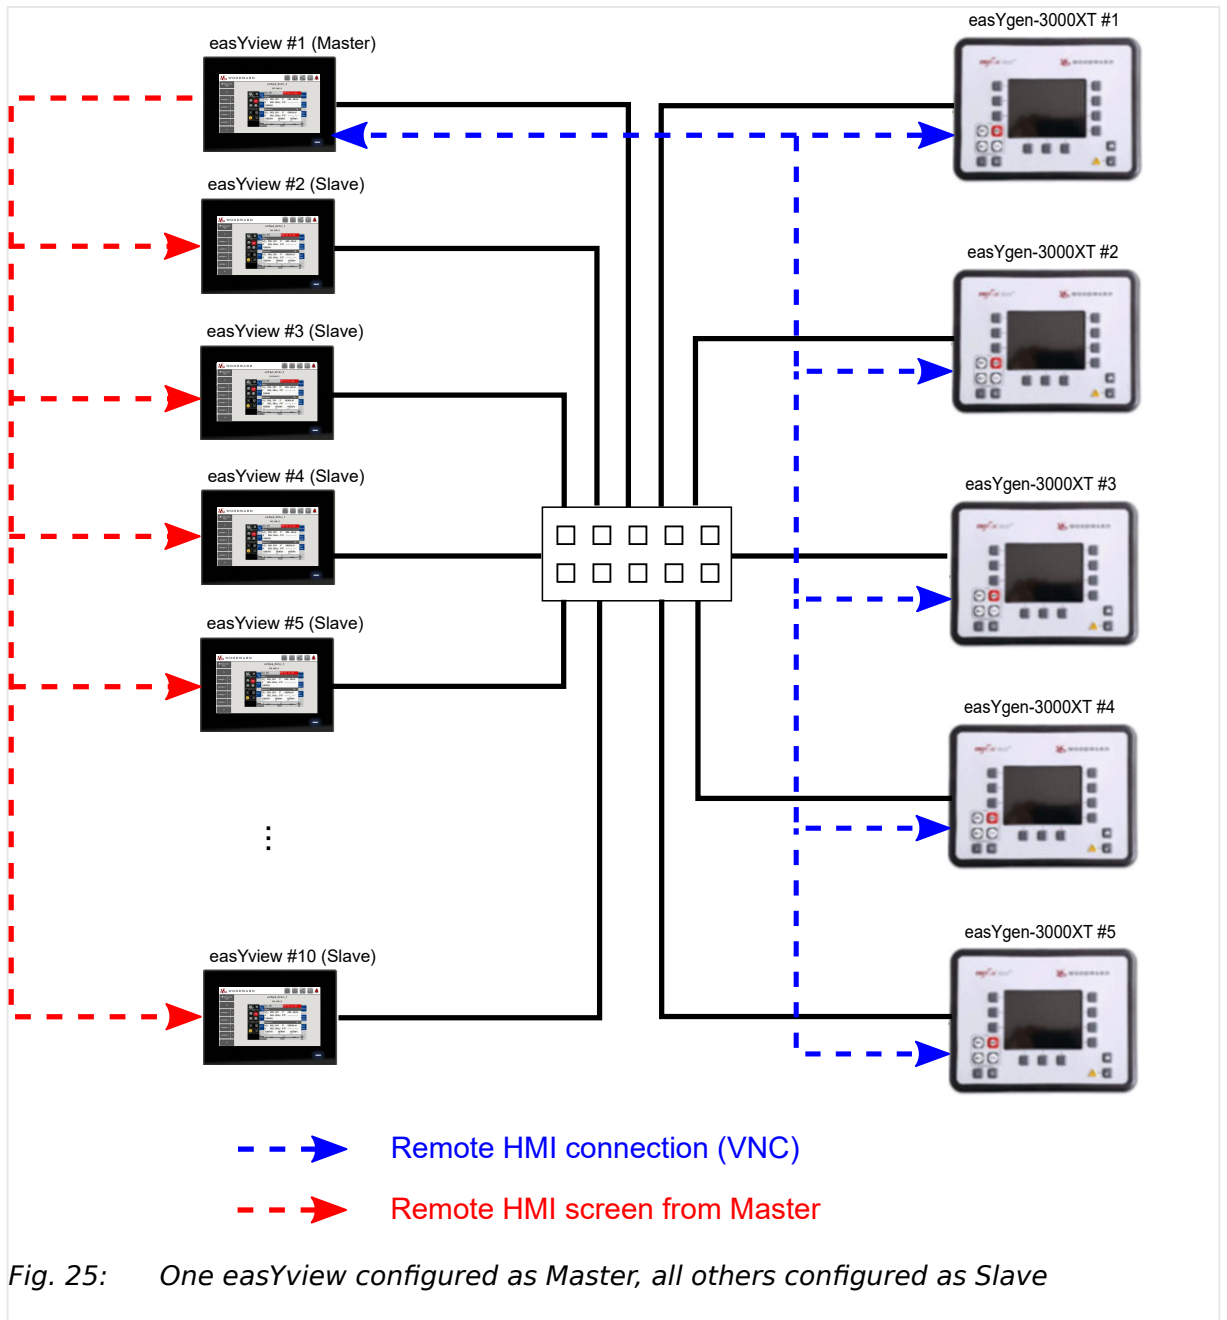 easYview #1 (Master)
easYgen-3000XT #1
easYview #2 (Slave)
easYgen-3000XT #2
easYview #3 (Slave)
easYview #4 (Slave)
easYgen-3000XT #3
easYview #5 (Slave)
easYgen-3000XT #4
⋮
easYgen-3000XT #5
easYview #10 (Slave)
Remote HMI connection (VNC)
Remote HMI screen from Master
Fig. 25: One easYview configured as Master, all others configured as Slave